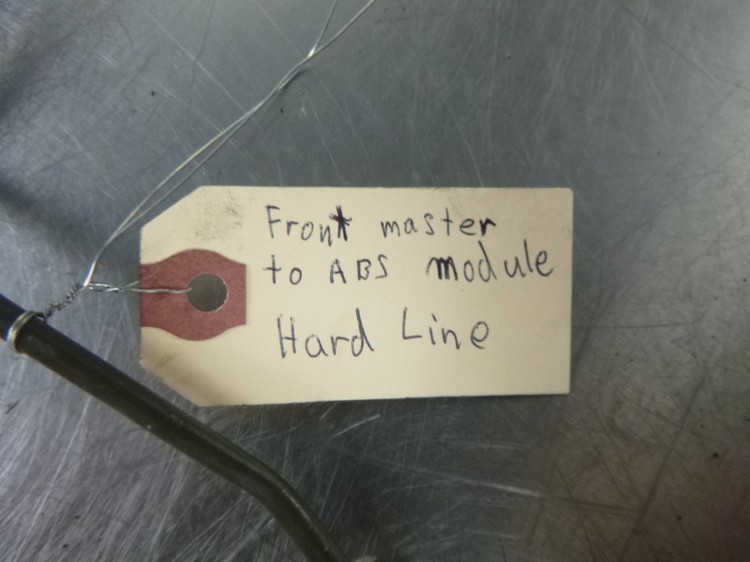 Front master
to ABS module
Hard Line